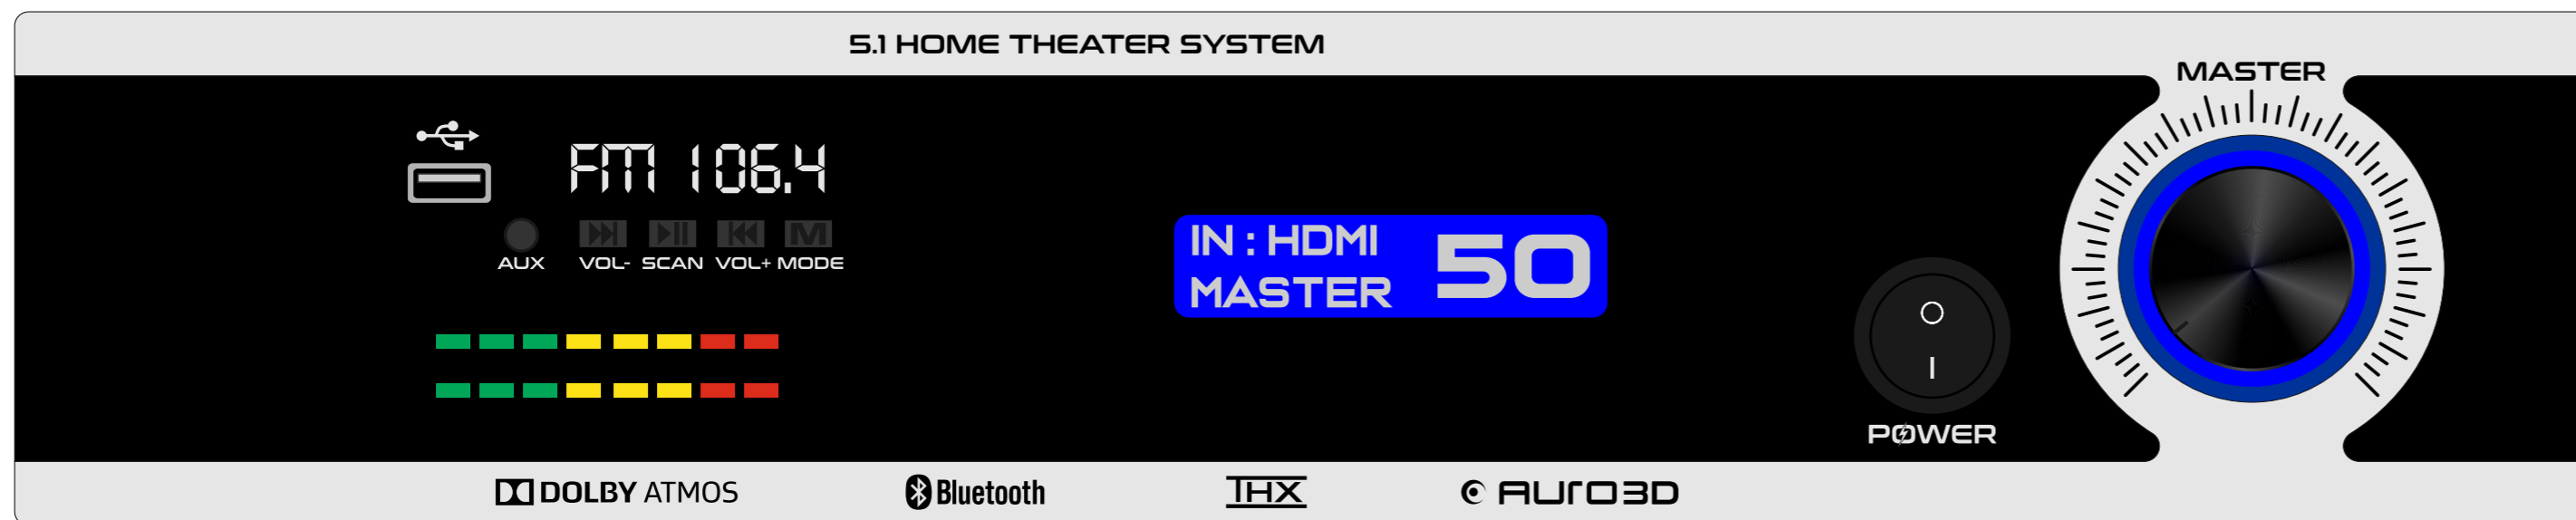 5.1 HOME THEATER SYSTEM
MASTER
FM 106.4
AUX VOL- SCAN VOL+ MODE
M
IN : HDMI
MASTER
50
POWER
DOLBY ATMOS
Bluetooth
THX
AURO3D